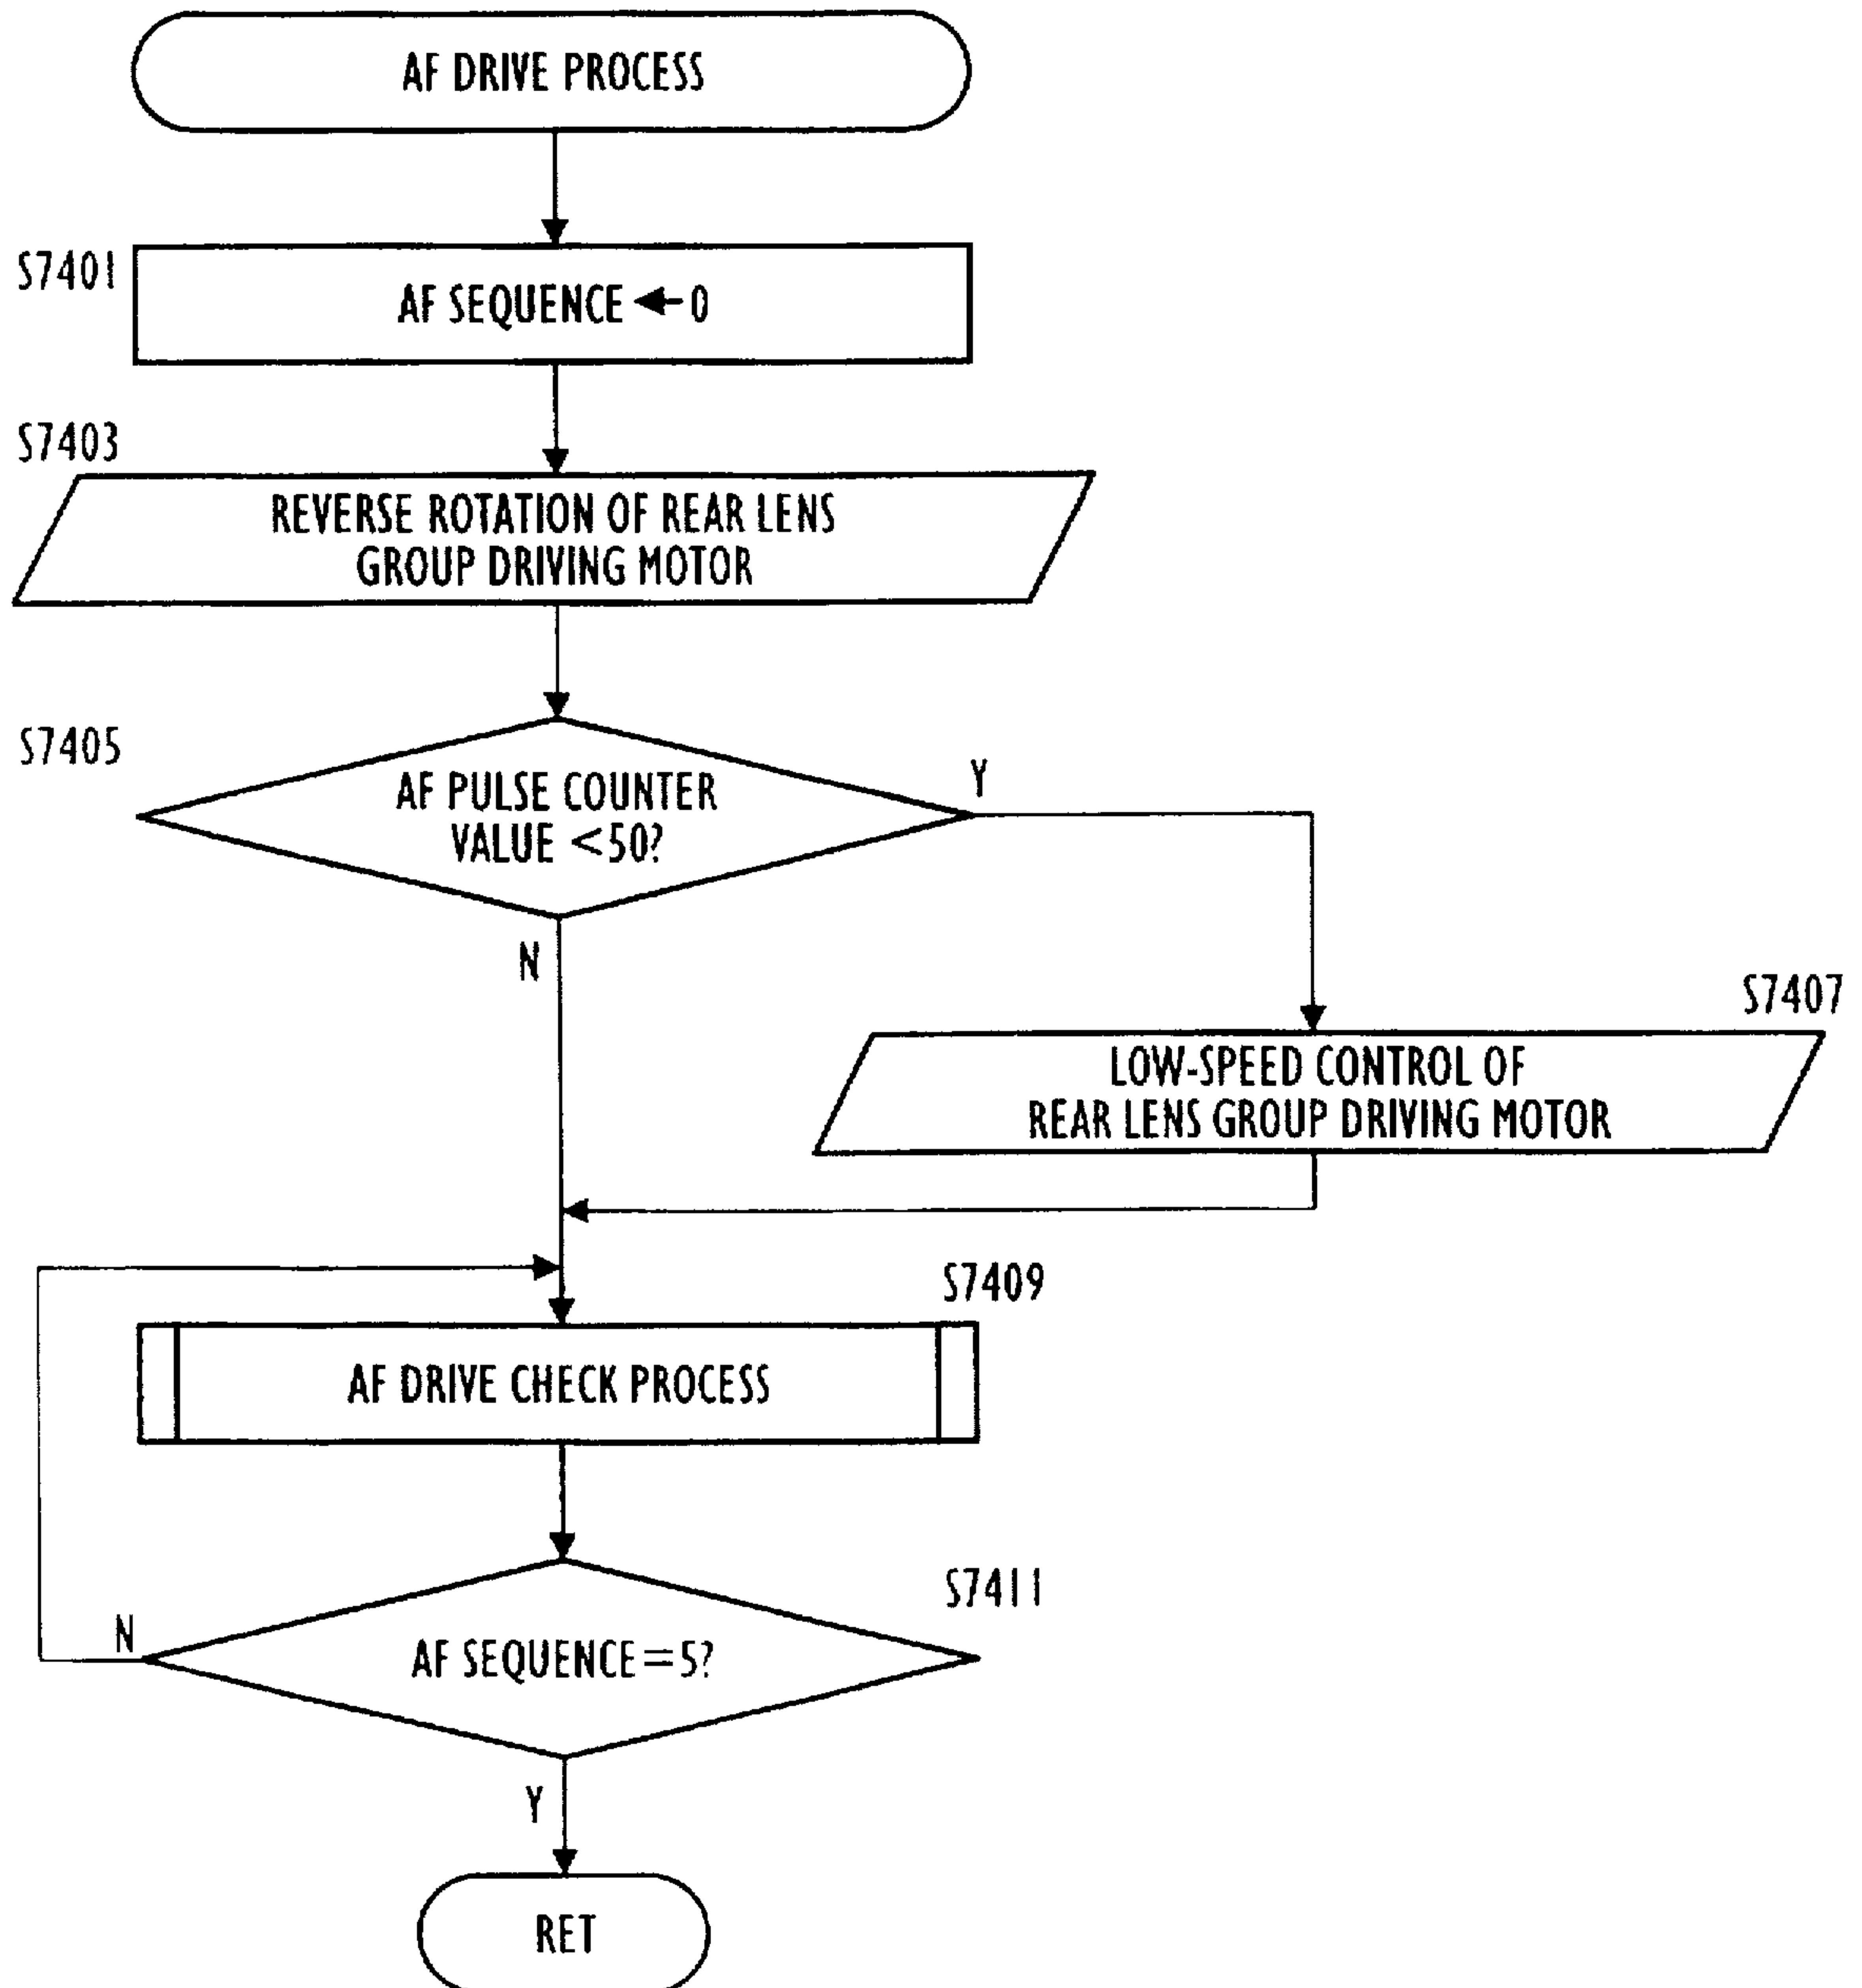 AF DRIVE PROCESS
S7401
AF SEQUENCE ← 0
S7403
REVERSE ROTATION OF REAR LENS
GROUP DRIVING MOTOR
S7405
AF PULSE COUNTER
VALUE <50?
Y
N
S7407
LOW-SPEED CONTROL OF
REAR LENS GROUP DRIVING MOTOR
S7409
AF DRIVE CHECK PROCESS
S7411
AF SEQUENCE=5?
N
Y
RET